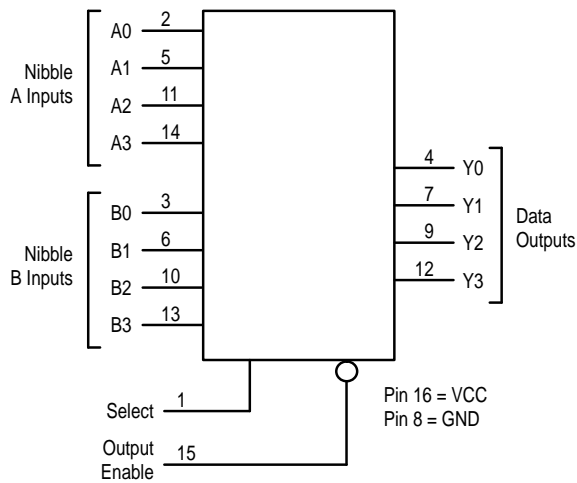 Nibble
A Inputs
A0 2
A1 5
A2 11
A3 14
Nibble
B Inputs
B0 3
B1 6
B2 10
B3 13
4 Y0
7 Y1
9 Y2
12 Y3
Data
Outputs
Select 1
Output
Enable
15
Pin 16 = VCC
Pin 8 = GND